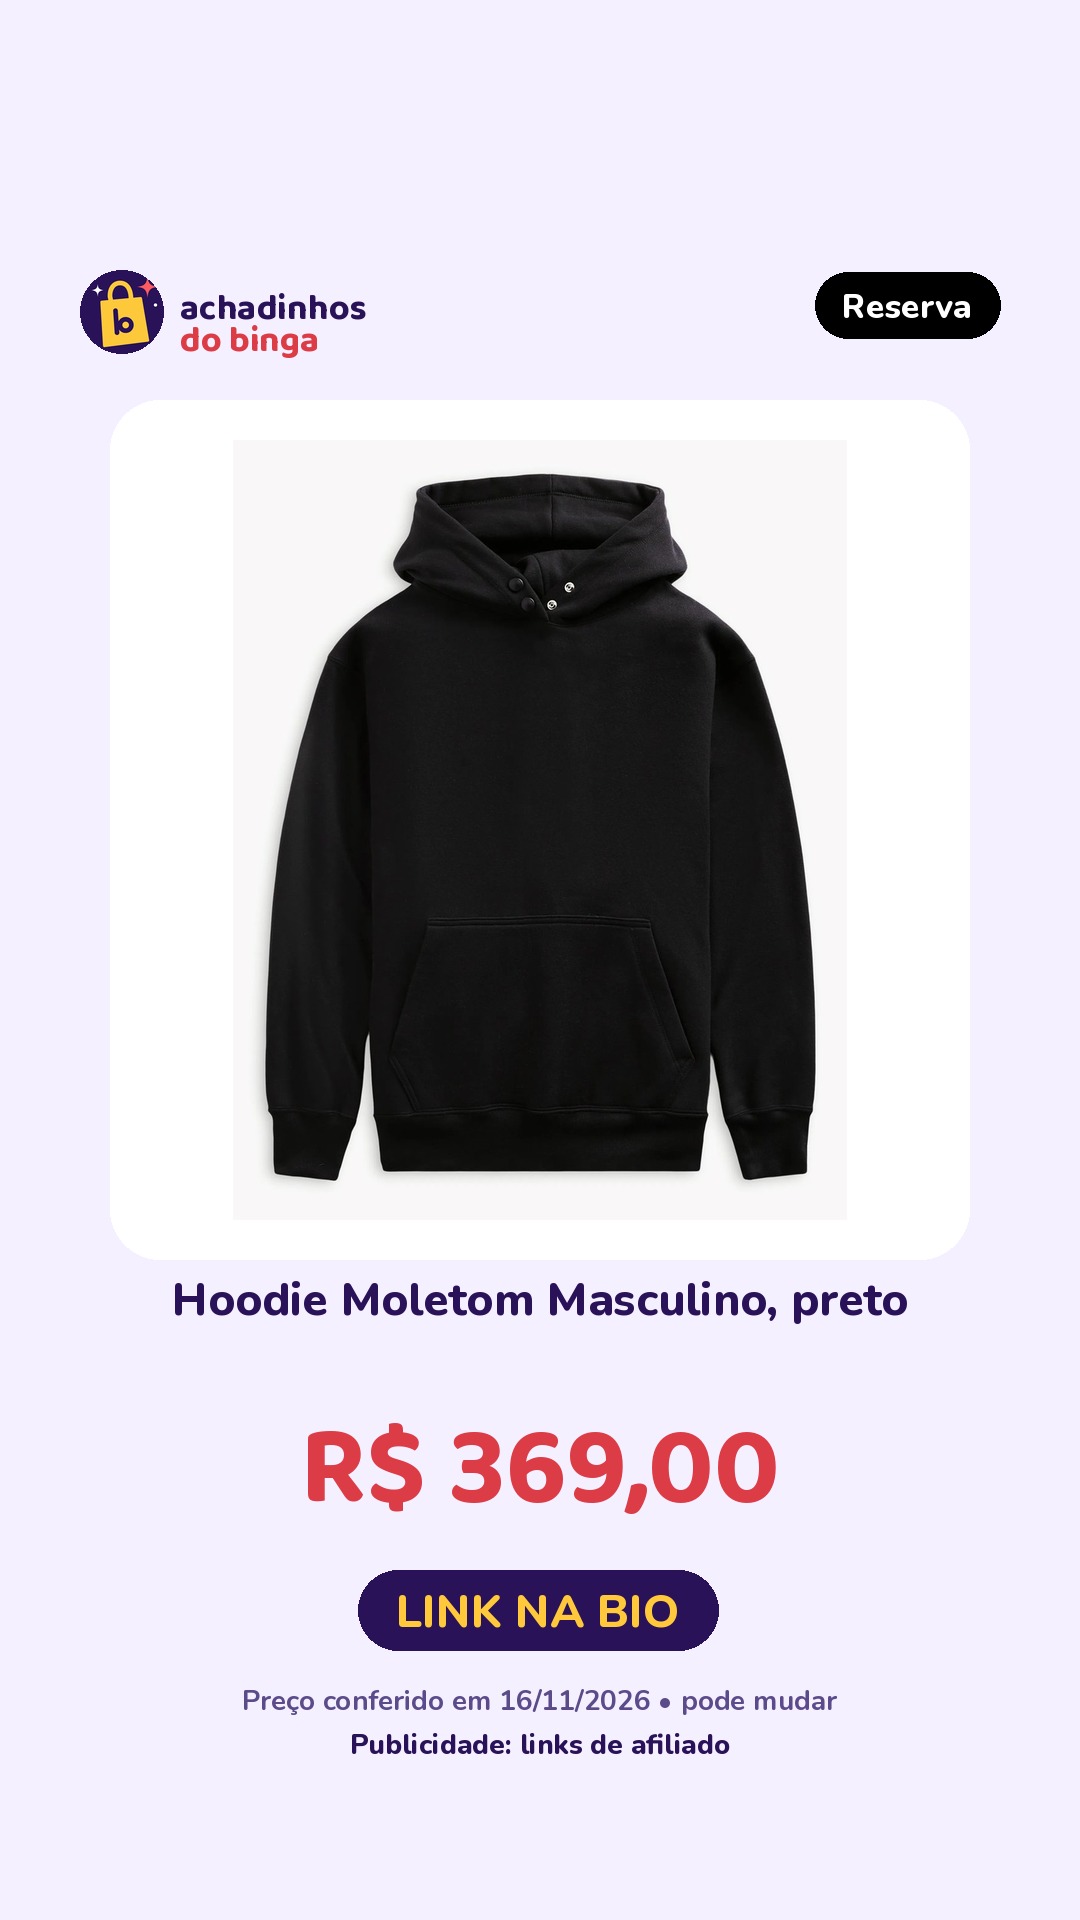 achadinhos
do binga
Reserva
Hoodie Moletom Masculino, preto
R$ 369,00
LINK NA BIO
Preço conferido em 16/11/2026 • pode mudar
Publicidade: links de afiliado